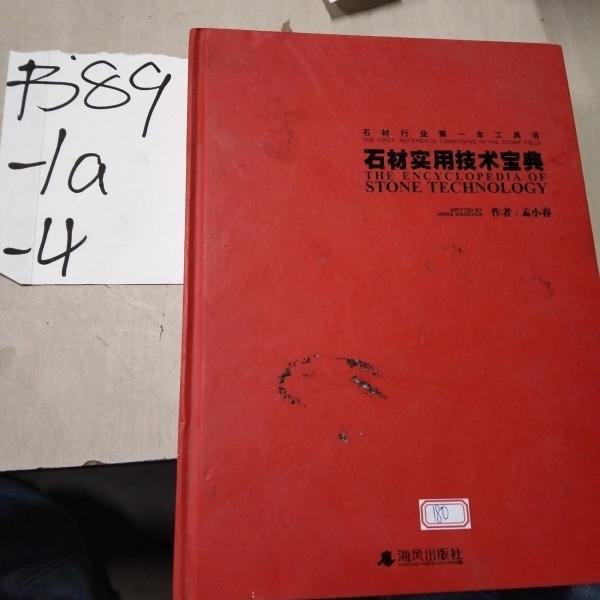 B89
-1a
-4
石材行业第一本工具书
THE FIRST REFERENCE COMPOSING IN THE STONE FIELD
石材实用技术宝典
THE ENCYCLOPEDIA OF
STONE TECHNOLOGY
WRITTEN BY
MENG XIAOCHUN
作者：孟小春
180
海风出版社